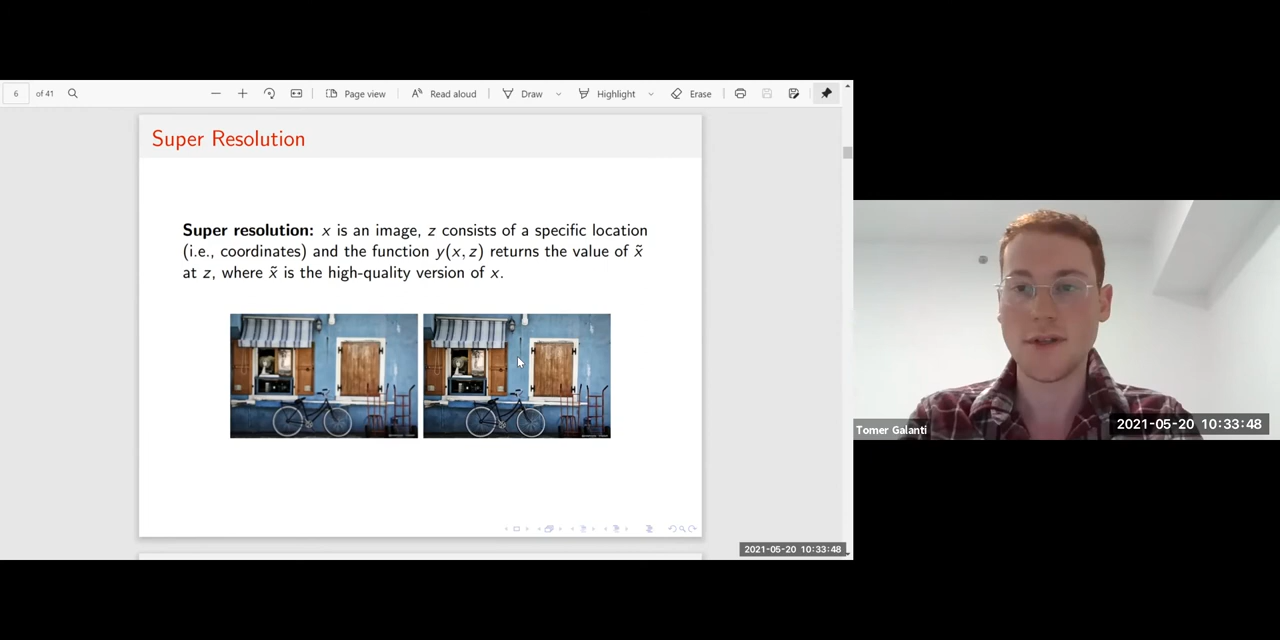 6 of 41 Page view Read aloud Draw Highlight Erase
Super Resolution
Super resolution: x is an image, z consists of a specific location
(i.e., coordinates) and the function y(x, z) returns the value of x̃
at z, where x̃ is the high-quality version of x.
Tomer Galanti
2021-05-20 10:33:48
2021-05-20 10:33:48